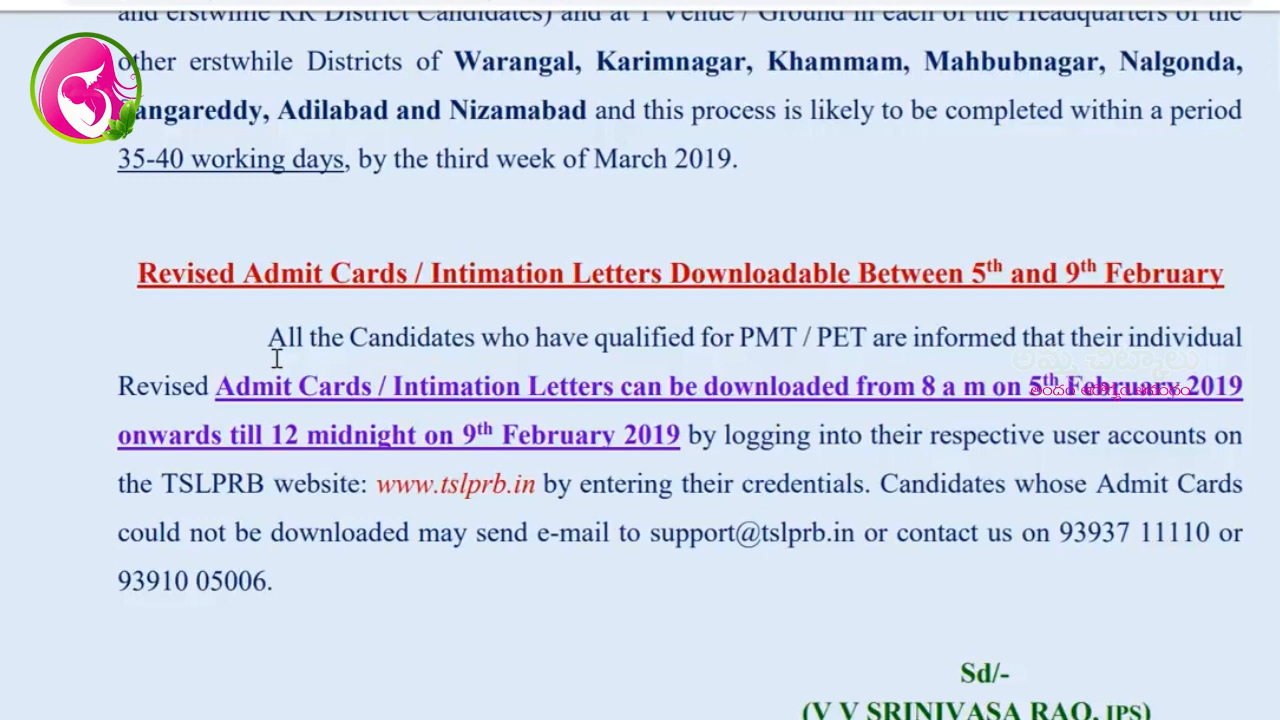 and erstwhile RR District Candidates) and at 1 Venue / Ground in each of the Headquarters of the
other erstwhile Districts of Warangal, Karimnagar, Khammam, Mahbubnagar, Nalgonda,
angareddy, Adilabad and Nizamabad and this process is likely to be completed within a period
35-40 working days, by the third week of March 2019.
Revised Admit Cards / Intimation Letters Downloadable Between 5th and 9th February
All the Candidates who have qualified for PMT / PET are informed that their individual
Revised Admit Cards / Intimation Letters can be downloaded from 8 a m on 5th February 2019
onwards till 12 midnight on 9th February 2019 by logging into their respective user accounts on
the TSLPRB website: www.tslprb.in by entering their credentials. Candidates whose Admit Cards
could not be downloaded may send e-mail to support@tslprb.in or contact us on 93937 11110 or
93910 05006.
Sd/-
(V V SRINIVASA RAO, IPS)